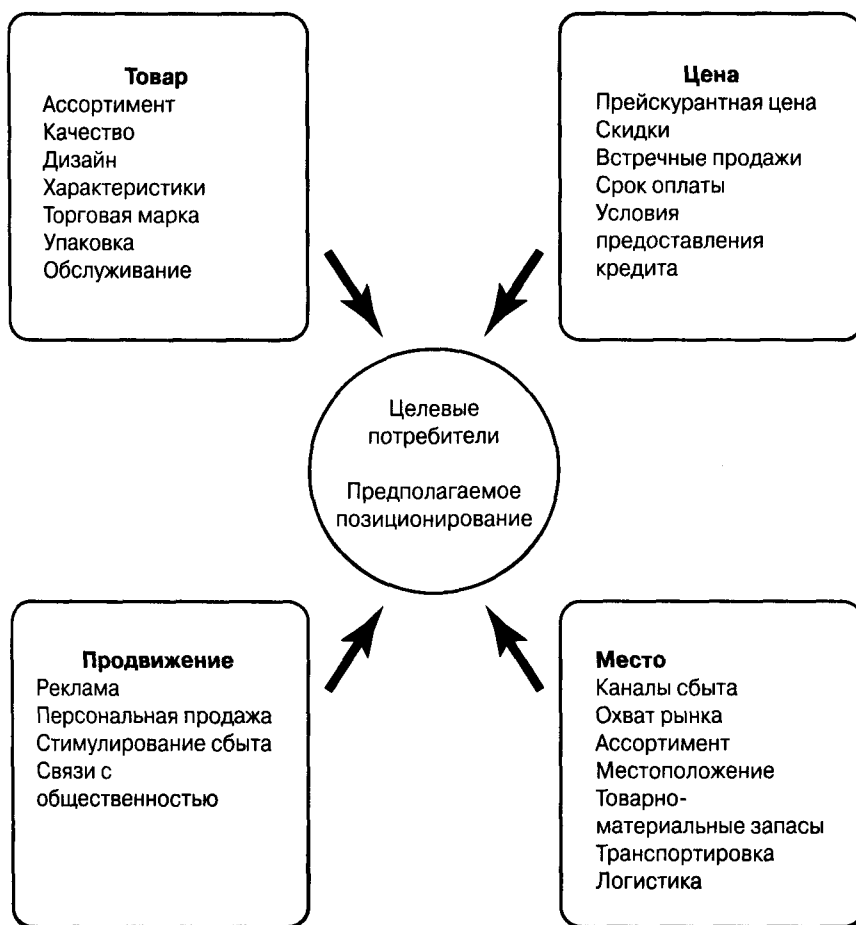 Товар
Ассортимент
Качество
Дизайн
Характеристики
Торговая марка
Упаковка
Обслуживание
Цена
Прейскурантная цена
Скидки
Встречные продажи
Срок оплаты
Условия
предоставления
кредита
Целевые
потребители
Предполагаемое
позиционирование
Продвижение
Реклама
Персональная продажа
Стимулирование сбыта
Связи с
общественностью
Место
Каналы сбыта
Охват рынка
Ассортимент
Местоположение
Товарно-
материальные запасы
Транспортировка
Логистика